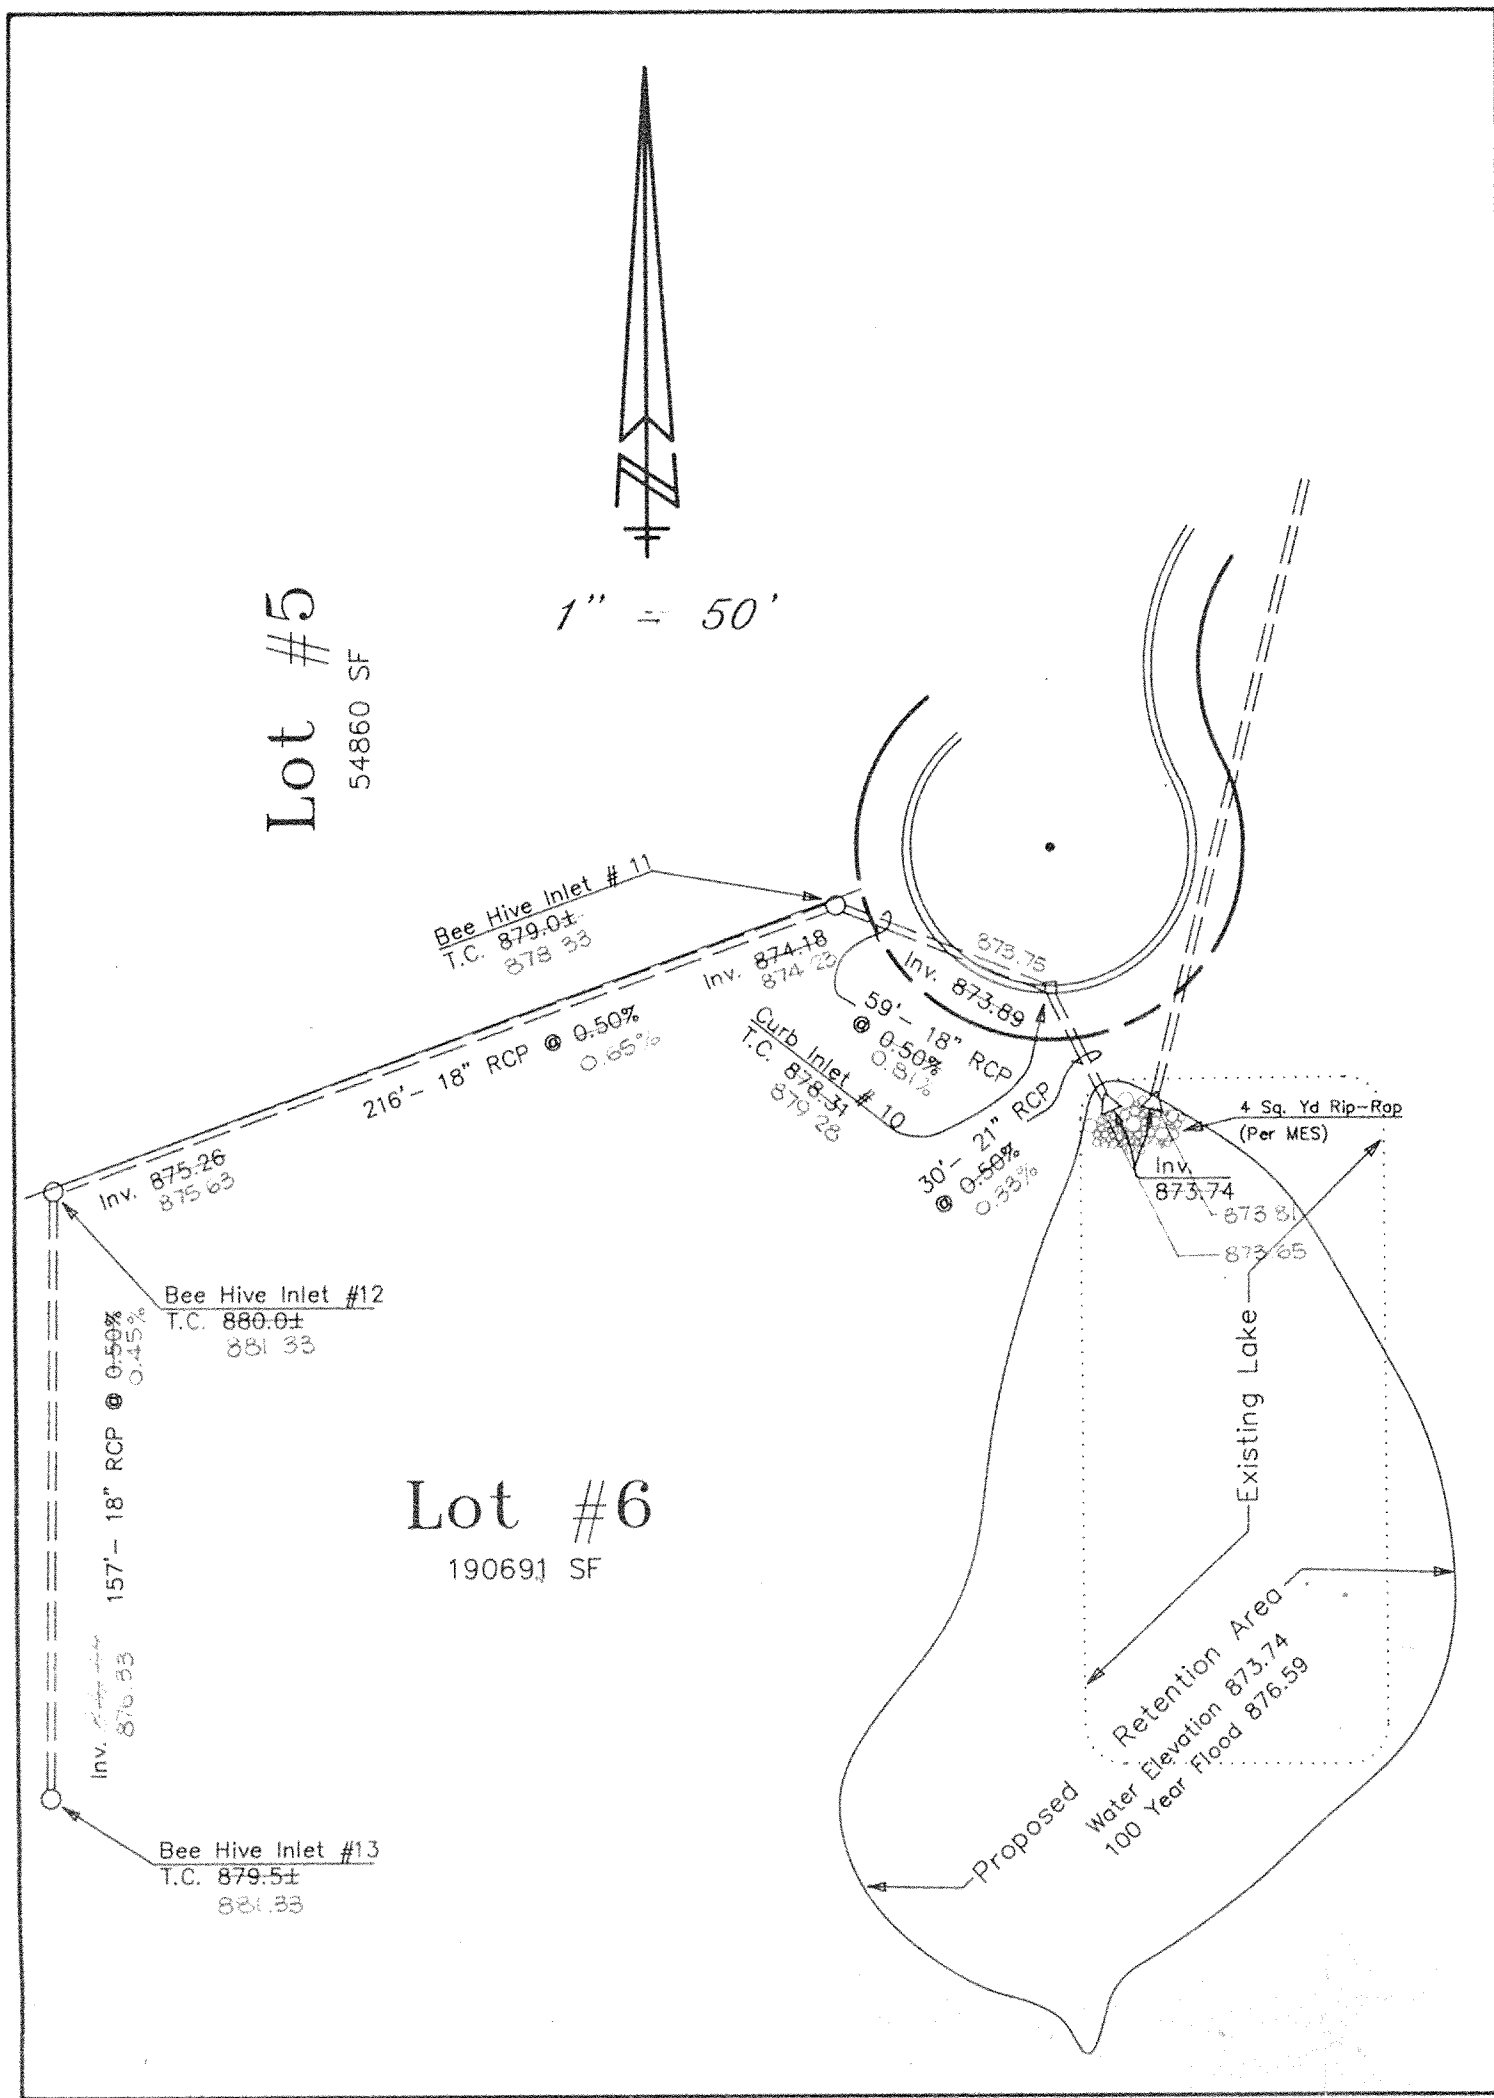 N
1" = 50'
Lot #5
54860 SF
Bee Hive Inlet # 11
T.C. 879.0±
878 33
Inv. 874.18
874 23
873.75
Inv. 873.89
59'- 18" RCP
@ 0.50%
0.81%
216'- 18" RCP @ 0.50%
0.65%
Curb Inlet # 10
T.C. 878.31
879 28
30'- 21" RCP
@ 0.50%
0.33%
4 Sq. Yd Rip-Rap
(Per MES)
Inv.
873.74
873 81
873 65
Inv. 875.26
875 63
Bee Hive Inlet #12
T.C. 880.0±
881 33
157'- 18" RCP @ 0.50%
0.45%
Inv.
876.33
Existing Lake
Lot #6
190691 SF
Proposed Retention Area
Water Elevation 873.74
100 Year Flood 876.59
Bee Hive Inlet #13
T.C. 879.5±
881.33